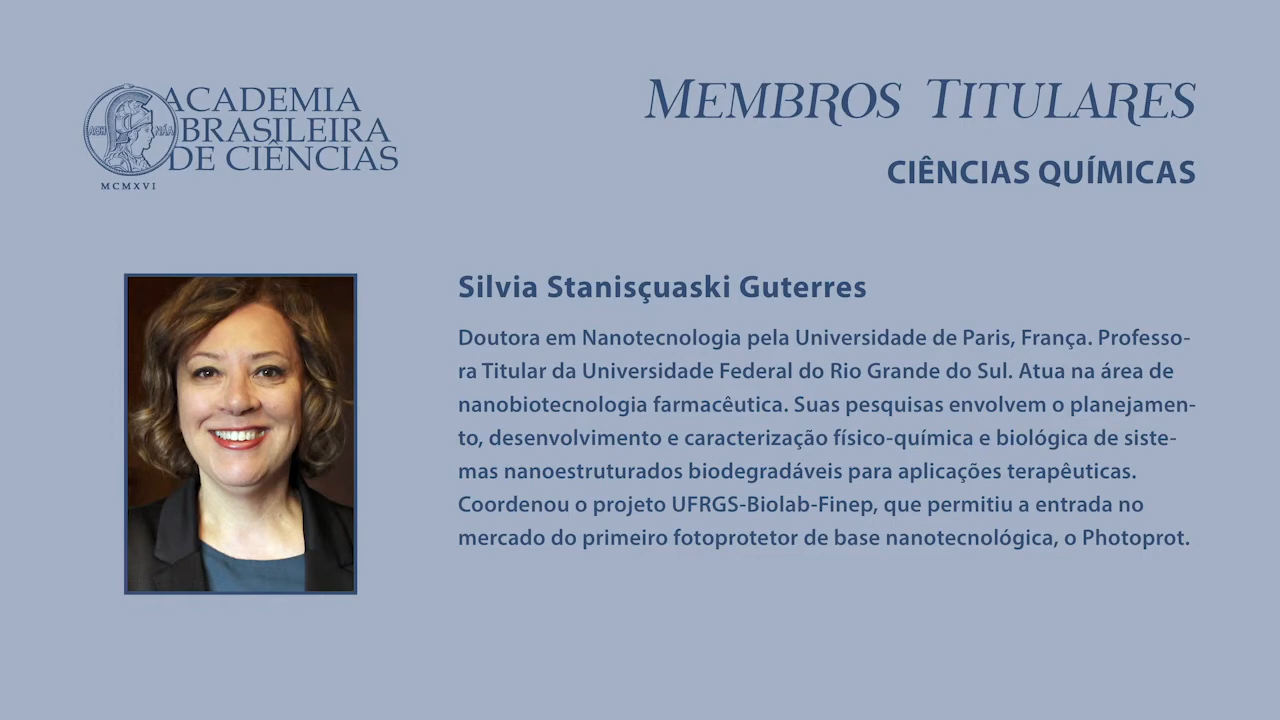 ACADEMIA
BRASILEIRA
DE CIÊNCIAS
MCMXVI
MEMBROS TITULARES
CIÊNCIAS QUÍMICAS
Silvia Stanisçuaski Guterres
Doutora em Nanotecnologia pela Universidade de Paris, França. Professo-
ra Titular da Universidade Federal do Rio Grande do Sul. Atua na área de
nanobiotecnologia farmacêutica. Suas pesquisas envolvem o planejamen-
to, desenvolvimento e caracterização físico-química e biológica de siste-
mas nanoestruturados biodegradáveis para aplicações terapêuticas.
Coordenou o projeto UFRGS-Biolab-Finep, que permitiu a entrada no
mercado do primeiro fotoprotetor de base nanotecnológica, o Photoprot.